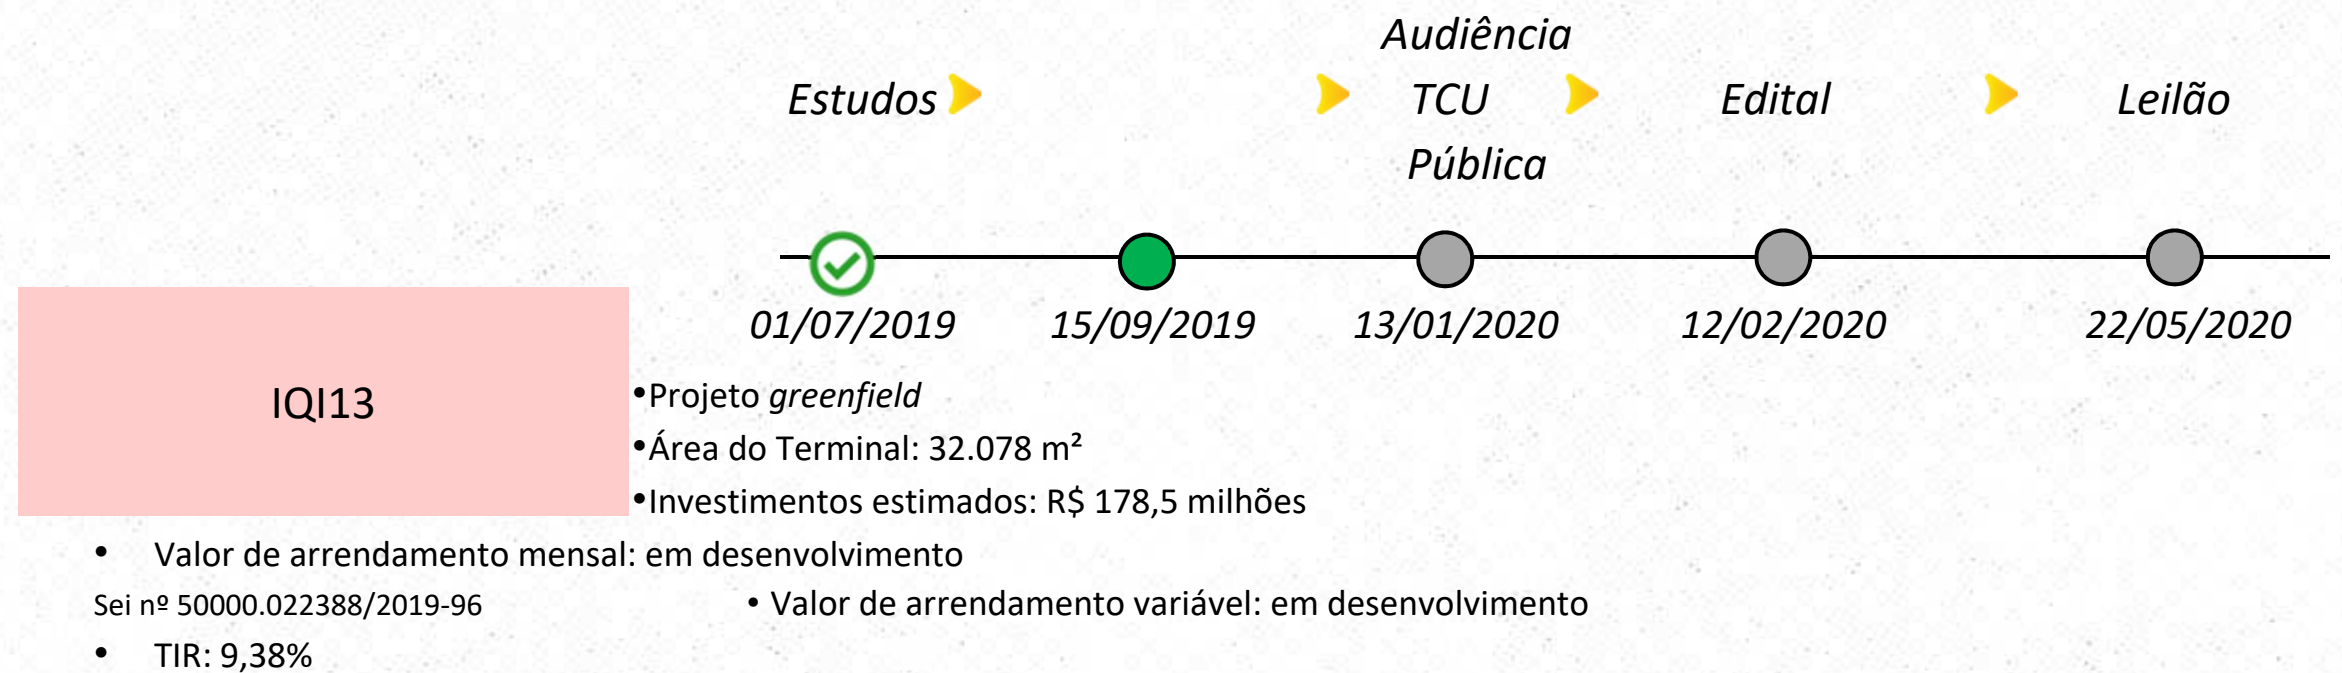 Audiência
Estudos TCU Edital Leilão
Pública
01/07/2019 15/09/2019 13/01/2020 12/02/2020 22/05/2020
IQI13
•Projeto greenfield
•Área do Terminal: 32.078 m²
•Investimentos estimados: R$ 178,5 milhões
• Valor de arrendamento mensal: em desenvolvimento
Sei nº 50000.022388/2019-96 • Valor de arrendamento variável: em desenvolvimento
• TIR: 9,38%